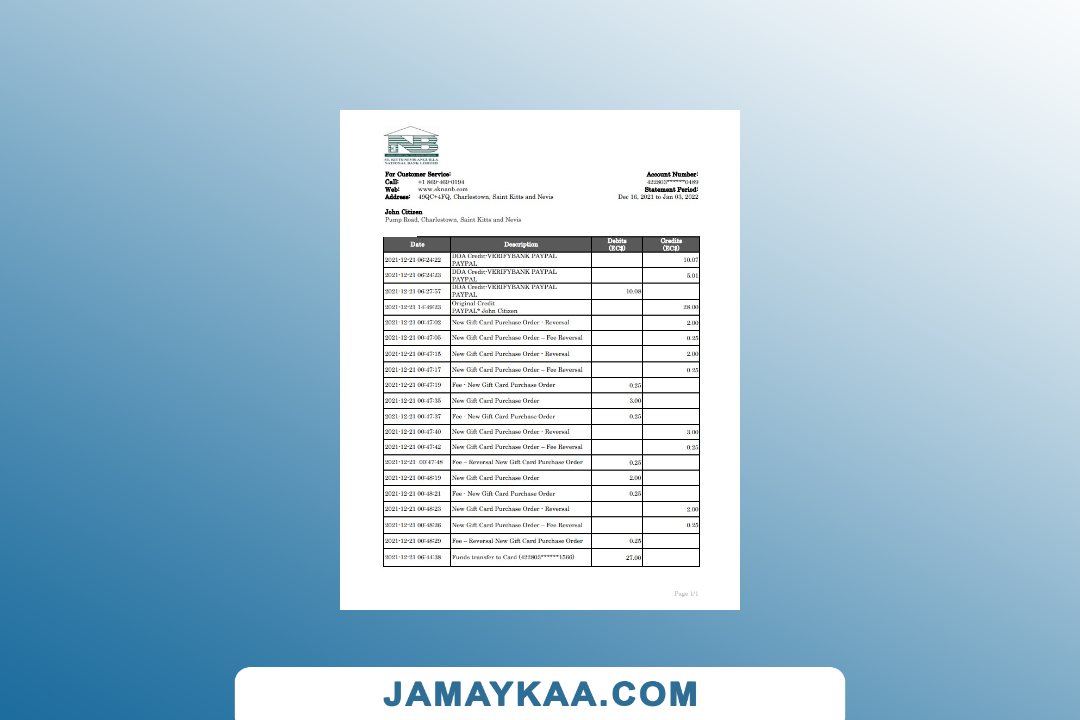 NB
ST. KITTS-NEVIS-ANGUILLA
NATIONAL BANK LIMITED
For Customer Service:
Call: +1 869-469-0194
Web: www.sknanb.com
Address: 49QC+4FQ, Charlestown, Saint Kitts and Nevis
Account Number:
422803******0489
Statement Period:
Dec 16, 2021 to Jan 03, 2022
John Citizen
Pump Road, Charlestown, Saint Kitts and Nevis
Date Description Debits (EC$) Credits (EC$)
2021-12-21 06:24:22 DDA Credit-VERIFYBANK PAYPAL PAYPAL 10.07
2021-12-21 06:24:23 DDA Credit-VERIFYBANK PAYPAL PAYPAL 5.01
2021-12-21 06:27:57 DDA Credit-VERIFYBANK PAYPAL PAYPAL 10.08
2021-12-21 14:49:23 Original Credit PAYPAL* John Citizen 28.00
2021-12-21 00:47:02 New Gift Card Purchase Order - Reversal 2.00
2021-12-21 00:47:05 New Gift Card Purchase Order – Fee Reversal 0.25
2021-12-21 00:47:15 New Gift Card Purchase Order - Reversal 2.00
2021-12-21 00:47:17 New Gift Card Purchase Order – Fee Reversal 0.25
2021-12-21 00:47:19 Fee - New Gift Card Purchase Order 0.25
2021-12-21 00:47:35 New Gift Card Purchase Order 3.00
2021-12-21 00:47:37 Fee - New Gift Card Purchase Order 0.25
2021-12-21 00:47:40 New Gift Card Purchase Order - Reversal 3.00
2021-12-21 00:47:42 New Gift Card Purchase Order – Fee Reversal 0.25
2021-12-21 00:47:48 Fee – Reversal New Gift Card Purchase Order 0.25
2021-12-21 00:48:19 New Gift Card Purchase Order 2.00
2021-12-21 00:48:21 Fee - New Gift Card Purchase Order 0.25
2021-12-21 00:48:23 New Gift Card Purchase Order - Reversal 2.00
2021-12-21 00:48:26 New Gift Card Purchase Order – Fee Reversal 0.25
2021-12-21 00:48:29 Fee – Reversal New Gift Card Purchase Order 0.25
2021-12-21 06:44:38 Funds transfer to Card (422803******1566) 27.00
Page 1/1
JAMAYKAA.COM